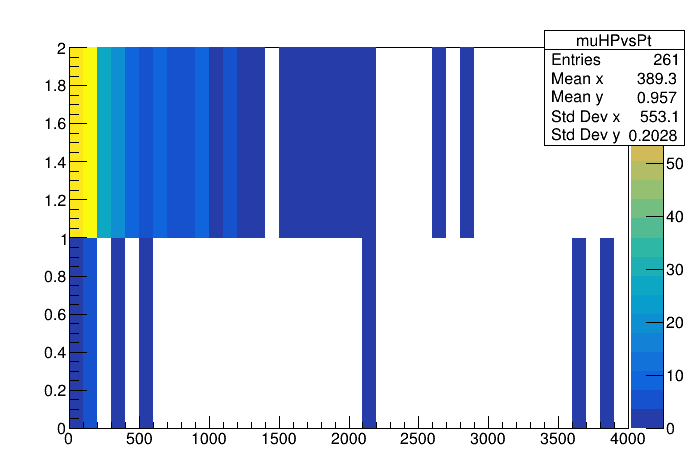 muHPvsPt
Entries 261
Mean x 389.3
Mean y 0.957
Std Dev x 553.1
Std Dev y 0.2028
2
1.8
1.6
1.4
1.2
1
0.8
0.6
0.4
0.2
0
50
40
30
20
10
0
0 500 1000 1500 2000 2500 3000 3500 4000